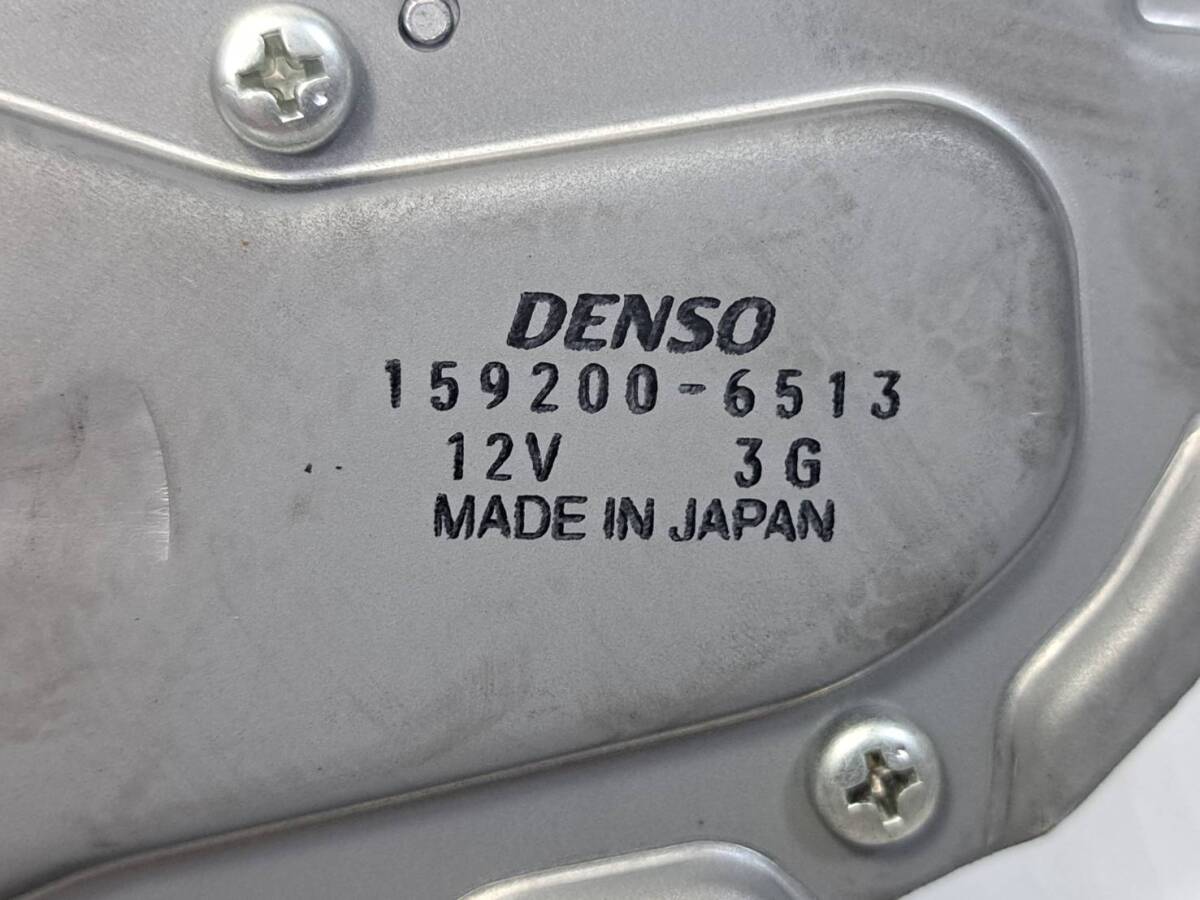 DENSO
159200-6513
12V 3G
MADE IN JAPAN